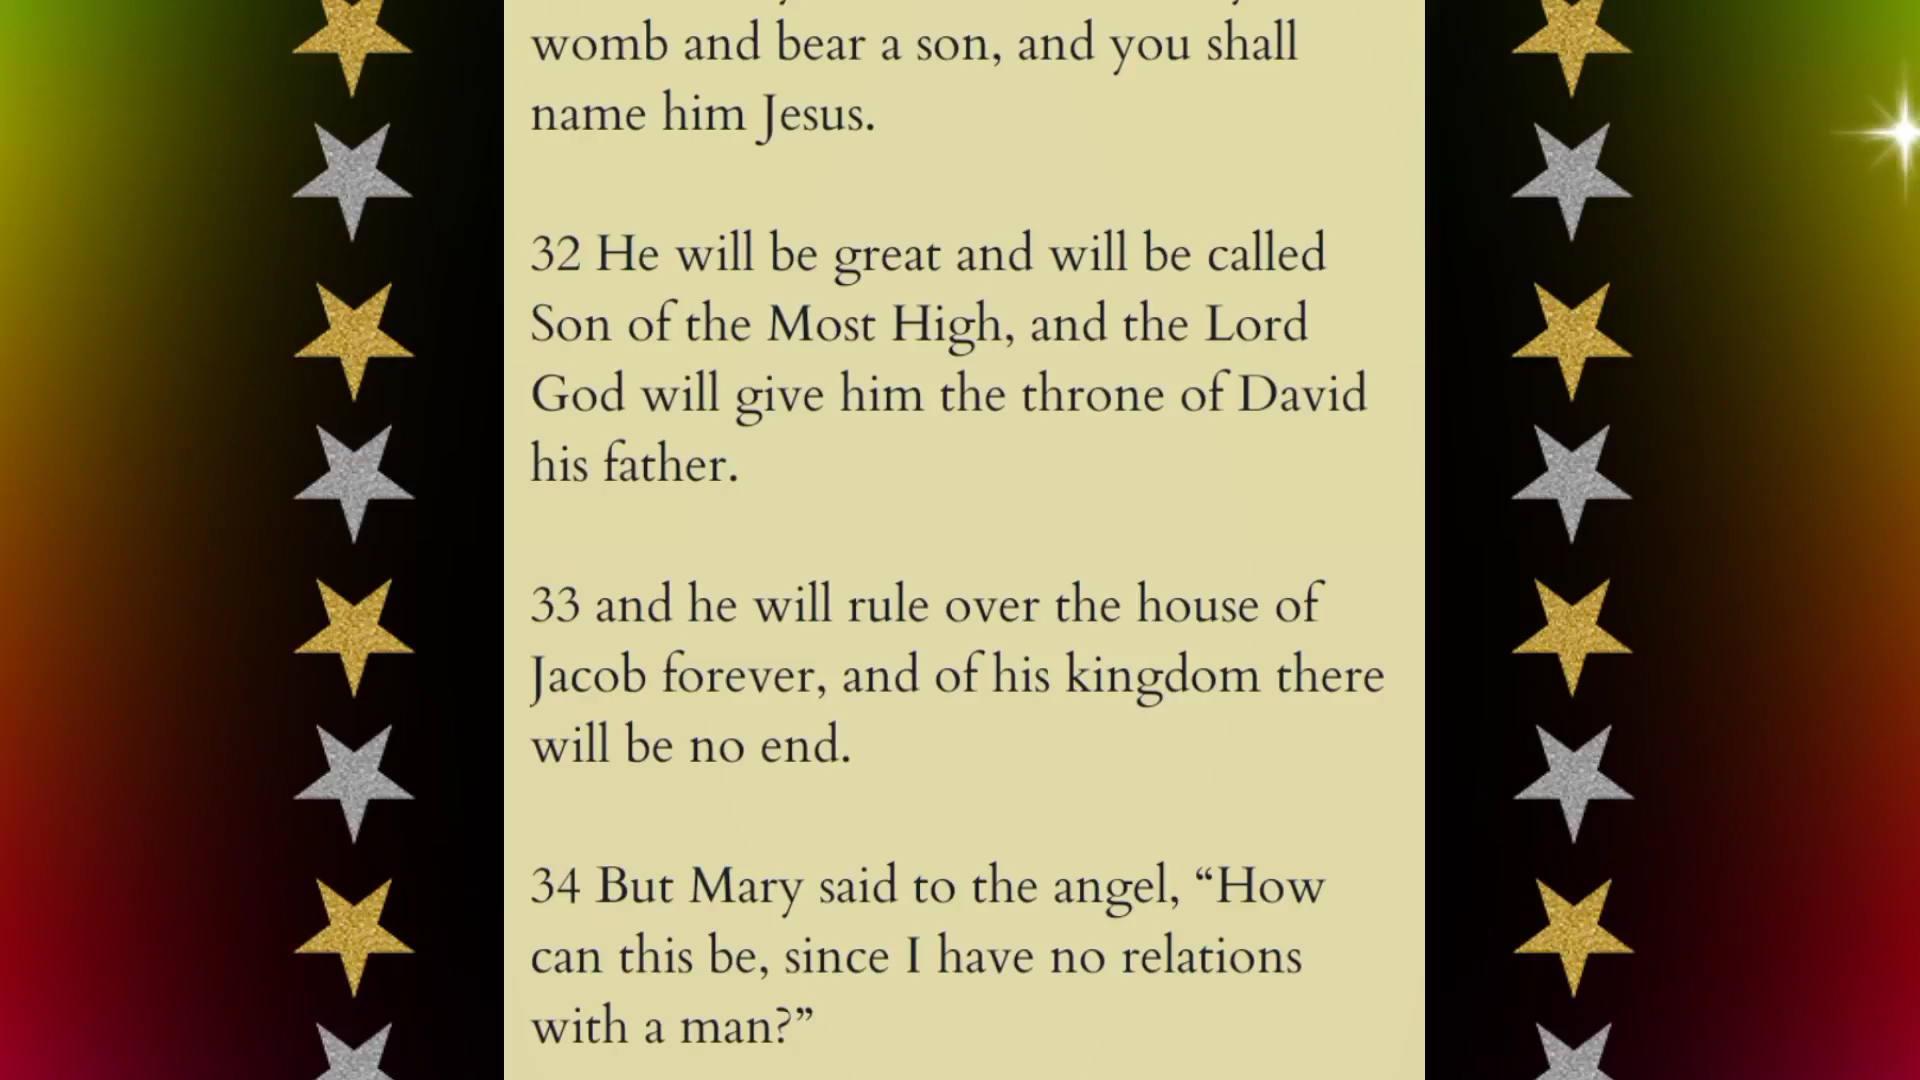 womb and bear a son, and you shall
name him Jesus.
32 He will be great and will be called
Son of the Most High, and the Lord
God will give him the throne of David
his father.
33 and he will rule over the house of
Jacob forever, and of his kingdom there
will be no end.
34 But Mary said to the angel, “How
can this be, since I have no relations
with a man?”